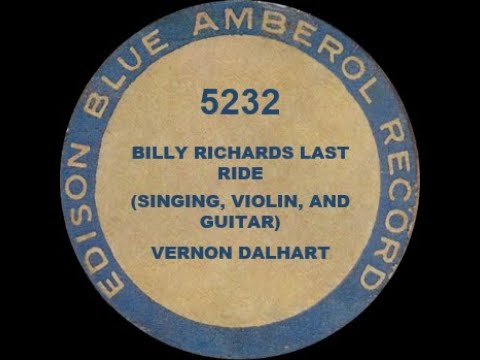 EDISON BLUE AMBEROL RECORD
5232
BILLY RICHARDS LAST
RIDE
(SINGING, VIOLIN, AND
GUITAR)
VERNON DALHART